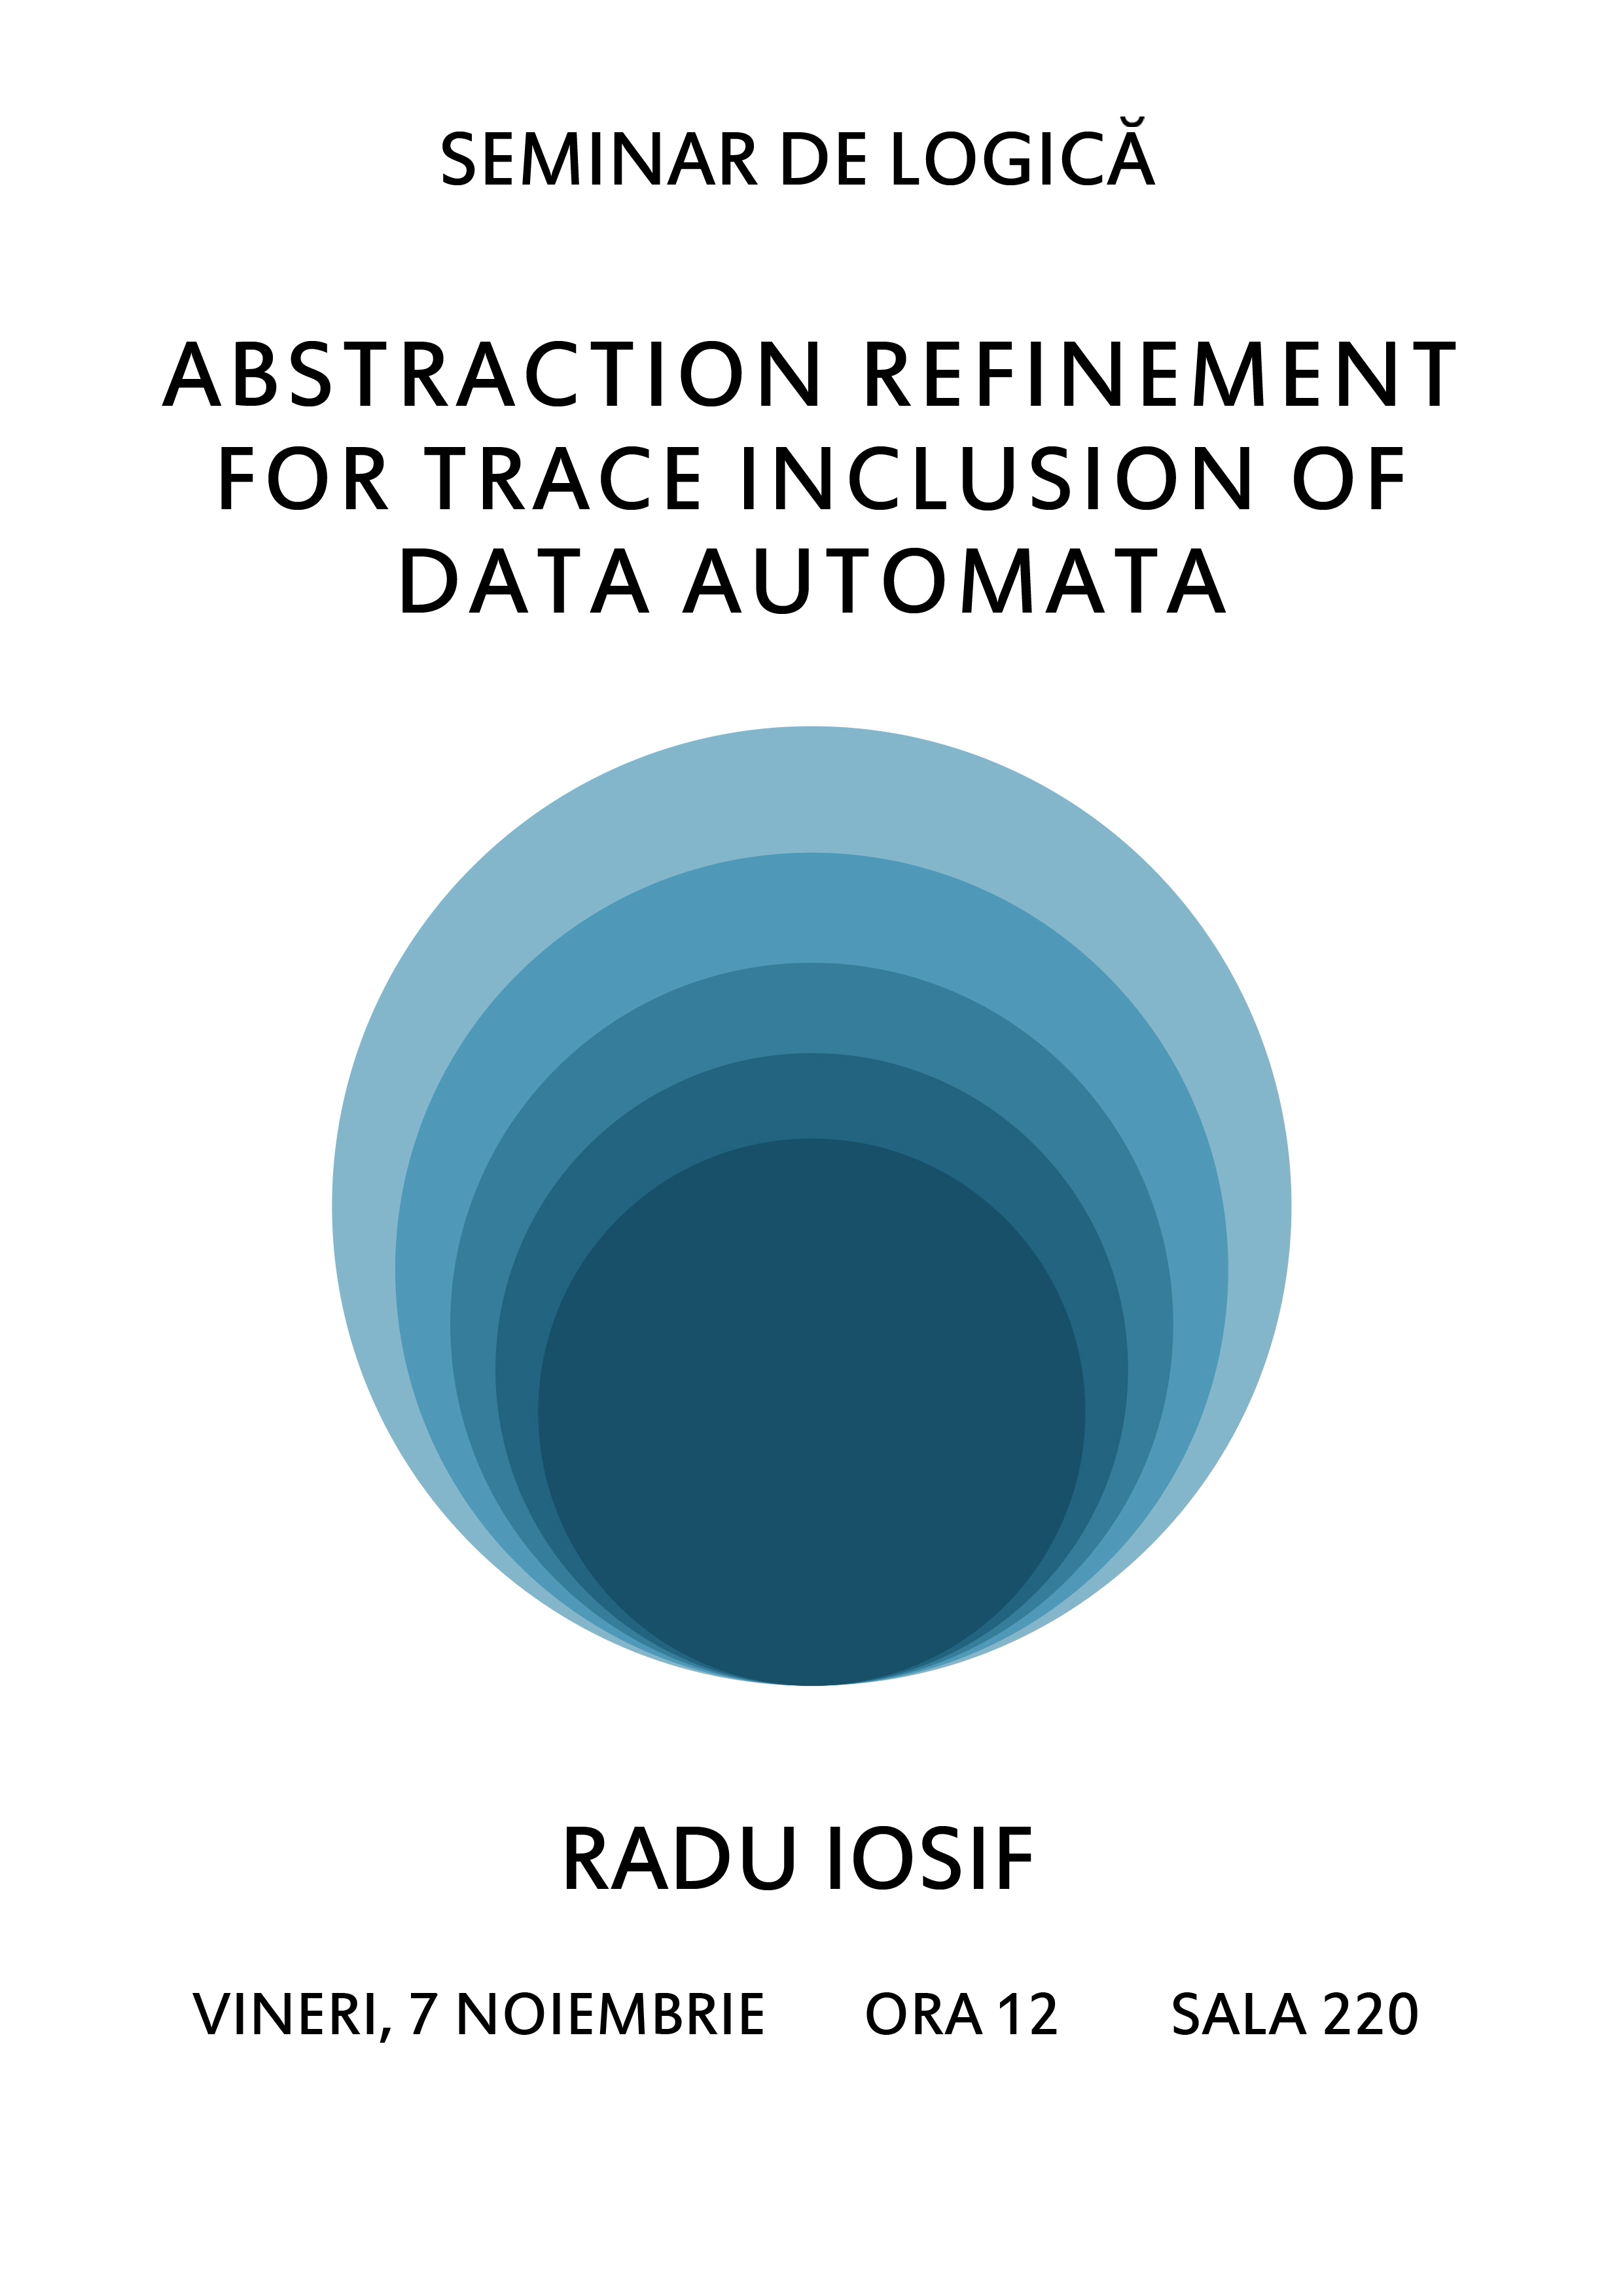 SEMINAR DE LOGICĂ
ABSTRACTION REFINEMENT
FOR TRACE INCLUSION OF
DATA AUTOMATA
RADU IOSIF
VINERI, 7 NOIEMBRIE ORA 12 SALA 220